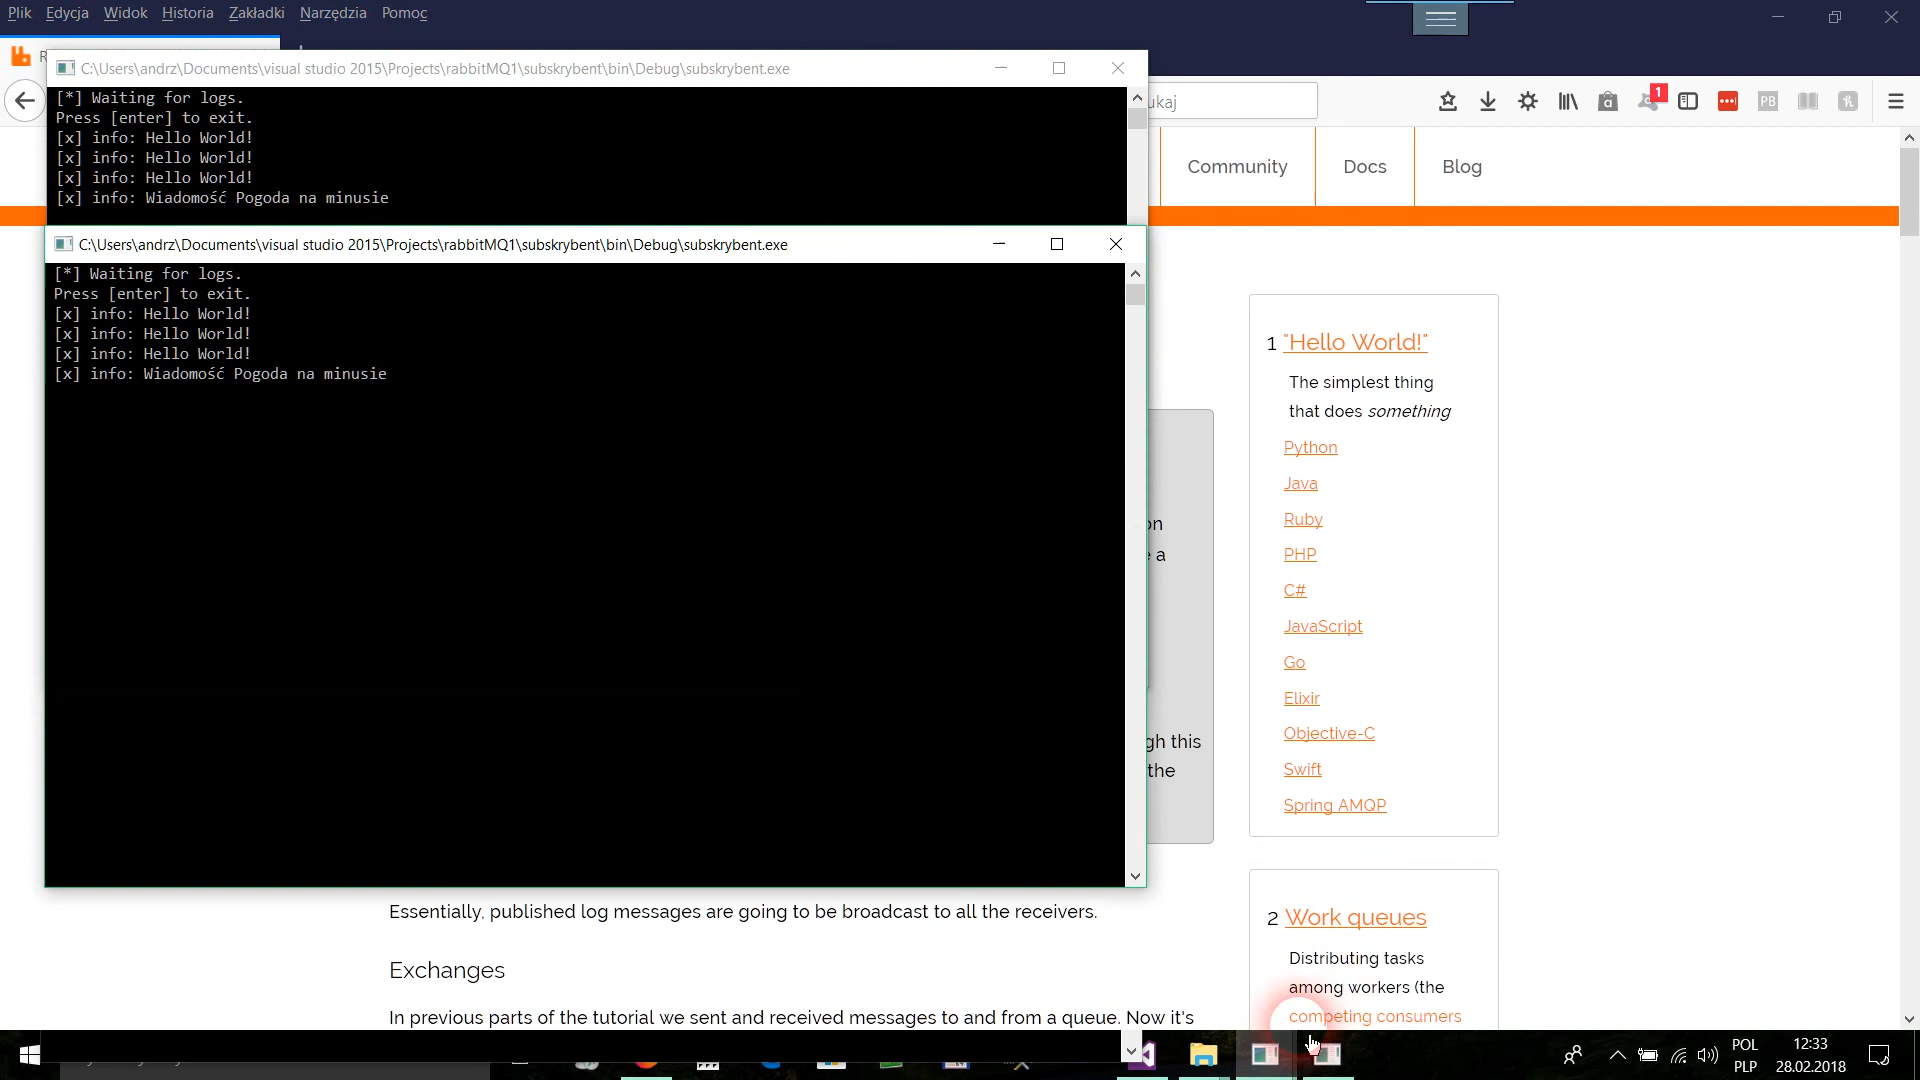 Plik Edycja Widok Historia Zakładki Narzędzia Pomoc
C:\Users\andrz\Documents\visual studio 2015\Projects\rabbitMQ1\subskrybent\bin\Debug\subskrybent.exe
[*] Waiting for logs.
Press [enter] to exit.
[x] info: Hello World!
[x] info: Hello World!
[x] info: Hello World!
[x] info: Wiadomość Pogoda na minusie
C:\Users\andrz\Documents\visual studio 2015\Projects\rabbitMQ1\subskrybent\bin\Debug\subskrybent.exe
[*] Waiting for logs.
Press [enter] to exit.
[x] info: Hello World!
[x] info: Hello World!
[x] info: Hello World!
[x] info: Wiadomość Pogoda na minusie
ukaj
1
PB
Community Docs Blog
on
e a
gh this
the
1 "Hello World!"
The simplest thing
that does something
Python
Java
Ruby
PHP
C#
JavaScript
Go
Elixir
Objective-C
Swift
Spring AMQP
2 Work queues
Distributing tasks
among workers (the
competing consumers
Essentially, published log messages are going to be broadcast to all the receivers.
Exchanges
In previous parts of the tutorial we sent and received messages to and from a queue. Now it's
POL
PLP
12:33
28.02.2018